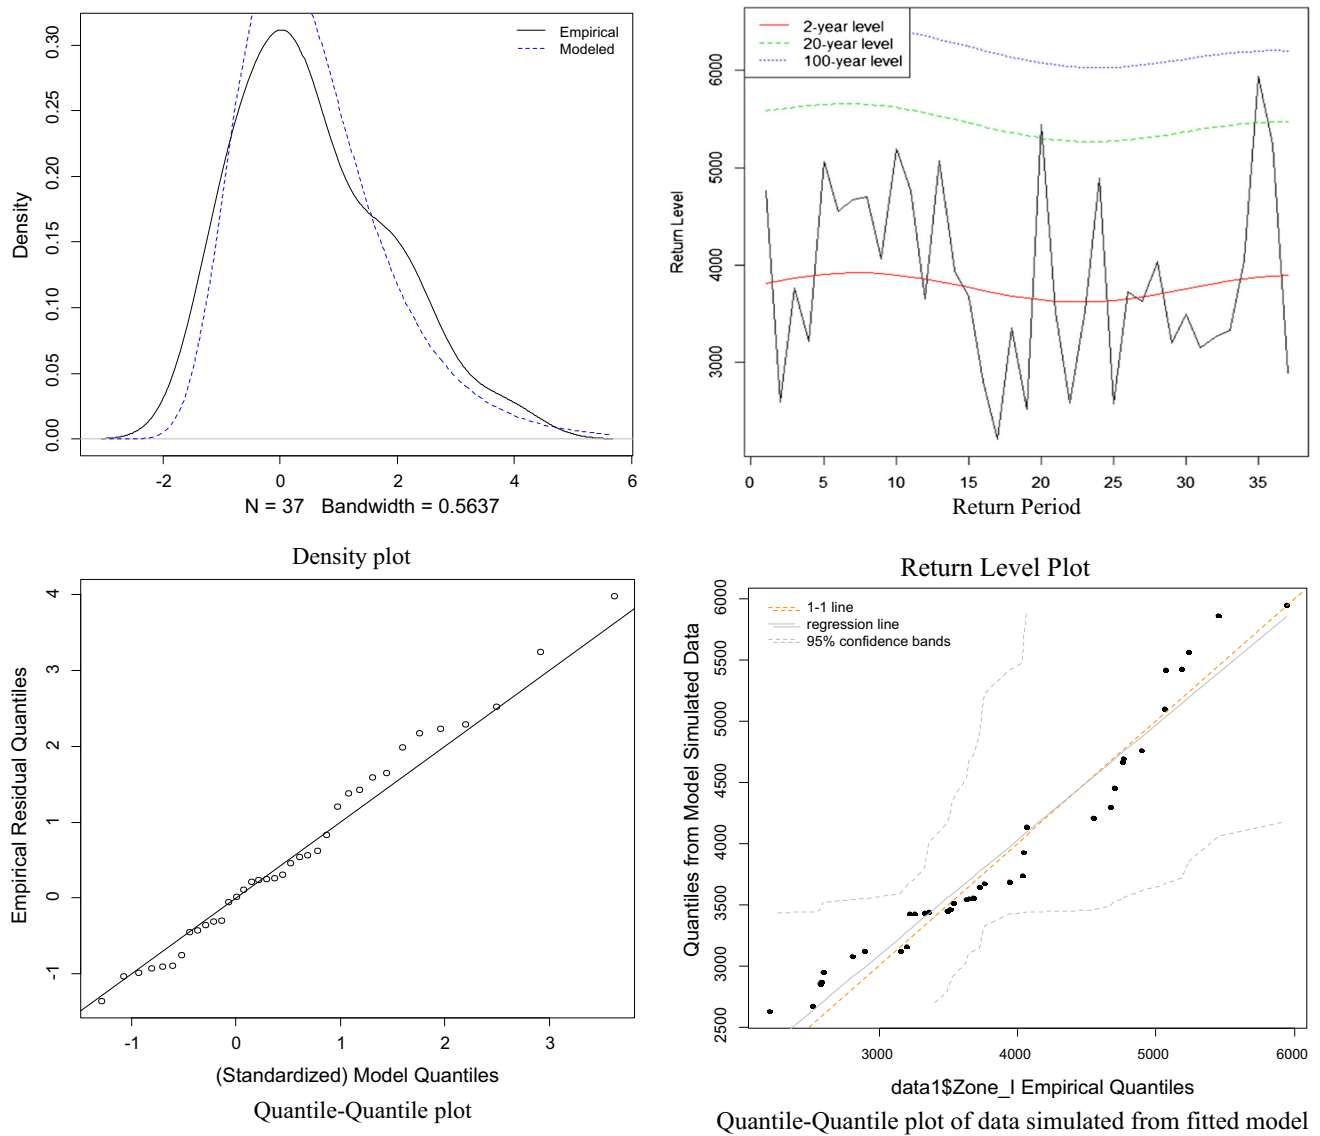 Density
0.00
0.05
0.10
0.15
0.20
0.25
0.30
Empirical
Modeled
-2
0
2
4
6
N = 37 Bandwidth = 0.5637
Density plot
Return Level
3000
4000
5000
6000
2-year level
20-year level
100-year level
0
5
10
15
20
25
30
35
Return Period
Return Level Plot
Empirical Residual Quantiles
-1
0
1
2
3
4
-1
0
1
2
3
(Standardized) Model Quantiles
Quantile-Quantile plot
Quantiles from Model Simulated Data
2500
3000
3500
4000
4500
5000
5500
6000
1-1 line
regression line
95% confidence bands
3000
4000
5000
6000
data1$Zone_I Empirical Quantiles
Quantile-Quantile plot of data simulated from fitted model